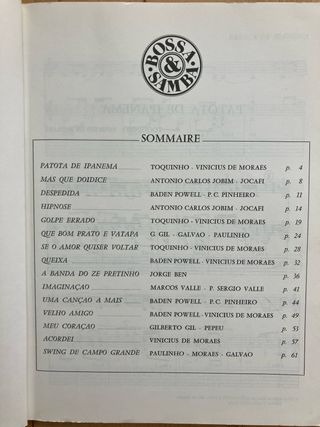 BOSSA
&
SAMBA
SOMMAIRE
PATOTA DE IPANEMA TOQUINHO - VINICIUS DE MORAES p. 4
MAS QUE DOIDICE ANTONIO CARLOS JOBIM - JOCAFI p. 8
DESPEDIDA BADEN POWELL - P.C. PINHEIRO p. 11
HIPNOSE ANTONIO CARLOS JOBIM - JOCAFI p. 14
GOLPE ERRADO TOQUINHO - VINICIUS DE MORAES p. 19
QUE BOM PRATO E VATAPA G. GIL - GALVAO - PAULINHO p. 24
SE O AMOR QUISER VOLTAR TOQUINHO - VINICIUS DE MORAES p. 28
QUEIXA BADEN POWELL - VINICIUS DE MORAES p. 32
A BANDA DO ZE PRETINHO JORGE BEN p. 36
IMAGINAÇAO MARCOS VALLE - P. SERGIO VALLE p. 41
UMA CANÇAO A MAIS BADEN POWELL - P.C. PINHEIRO p. 44
VELHO AMIGO BADEN POWELL - VINICIUS DE MORAES p. 49
MEU CORAÇAO GILBERTO GIL - PEPEU p. 53
ACORDEI VINICIUS DE MORAES p. 57
SWING DE CAMPO GRANDE PAULINHO - MORAES - GALVAO p. 61